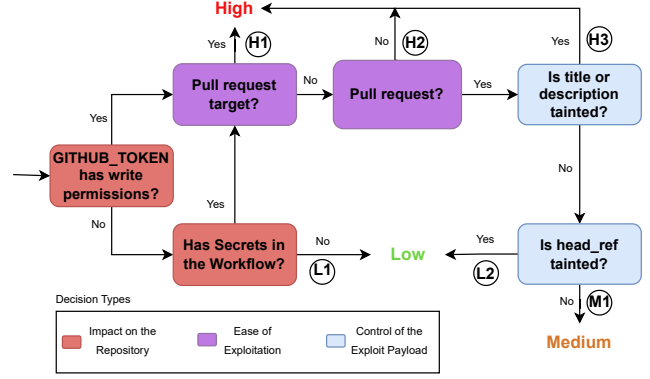 High
Yes
H1
No
H2
Yes
H3
Pull request
target?
No
Pull request?
Yes
Is title or
description
tainted?
Yes
GITHUB_TOKEN
has write
permissions?
No
Yes
No
Has Secrets in
the Workflow?
No
L1
Low
Yes
L2
Is head_ref
tainted?
No
M1
Medium
Decision Types
Impact on the
Repository
Ease of
Exploitation
Control of the
Exploit Payload